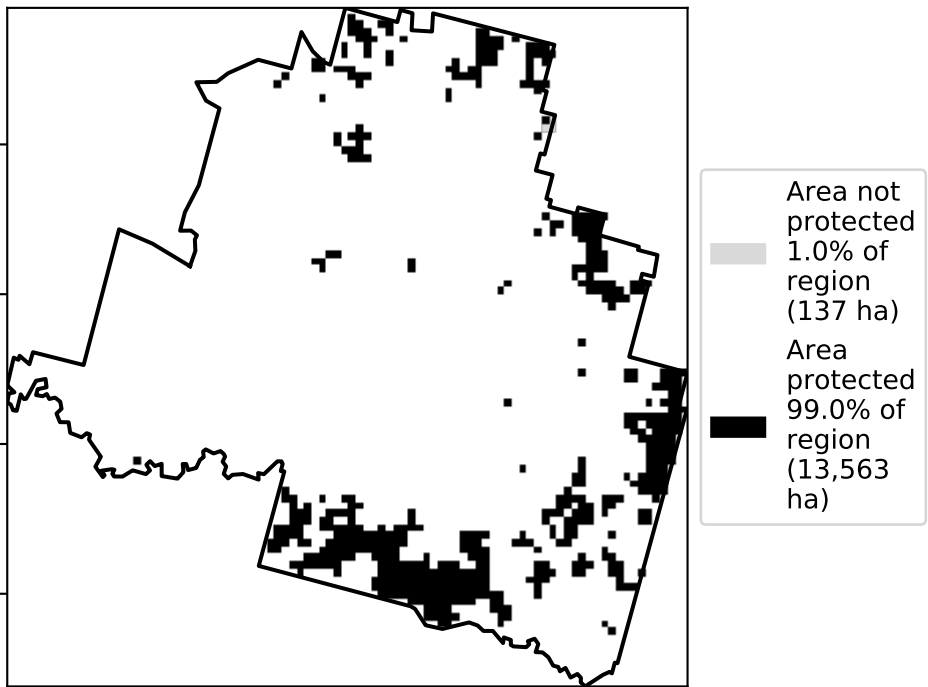 Area not
protected
1.0% of
region
(137 ha)
Area
protected
99.0% of
region
(13,563
ha)